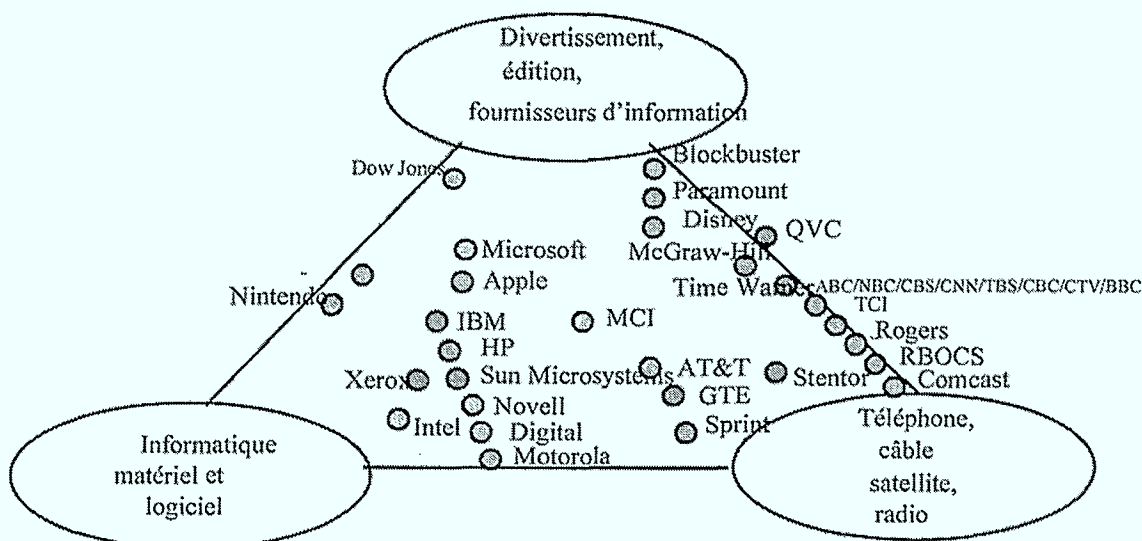 Divertissement,
édition,
fournisseurs d'information
Dow Jones
Blockbuster
Paramount
Disney
QVC
McGraw-Hill
Microsoft
Time Warner
ABC/NBC/CBS/CNN/TBS/CBC/CTV/BBC
Apple
Nintendo
TCI
IBM
MCI
Rogers
HP
RBOCS
Xerox
Sun Microsystems
AT&T
Stentor
Comcast
GTE
Novell
Intel
Digital
Sprint
Motorola
Informatique
matériel et
logiciel
Téléphone,
câble
satellite,
radio